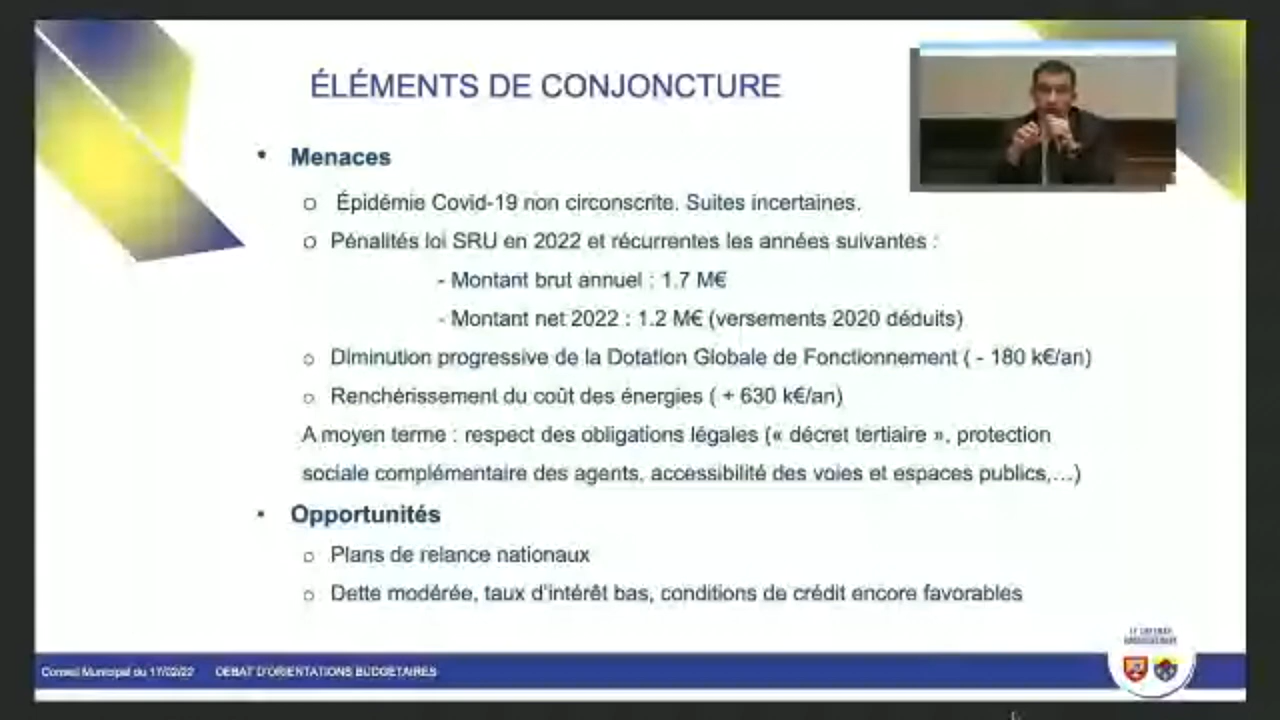 ÉLÉMENTS DE CONJONCTURE
• Menaces
o Épidémie Covid-19 non circonscrite. Suites incertaines.
o Pénalités loi SRU en 2022 et récurrentes les années suivantes :
- Montant brut annuel : 1.7 M€
- Montant net 2022 : 1.2 M€ (versements 2020 déduits)
o Diminution progressive de la Dotation Globale de Fonctionnement ( - 180 k€/an)
o Renchérissement du coût des énergies ( + 630 k€/an)
A moyen terme : respect des obligations légales (« décret tertiaire », protection
sociale complémentaire des agents, accessibilité des voies et espaces publics,…)
• Opportunités
o Plans de relance nationaux
o Dette modérée, taux d'intérêt bas, conditions de crédit encore favorables
Conseil Municipal du 17/02/22 DEBAT D'ORIENTATIONS BUDGETAIRES